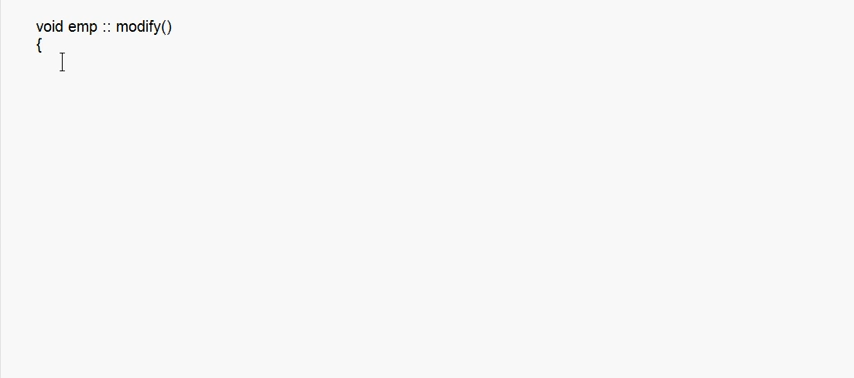 void emp :: modify()
{